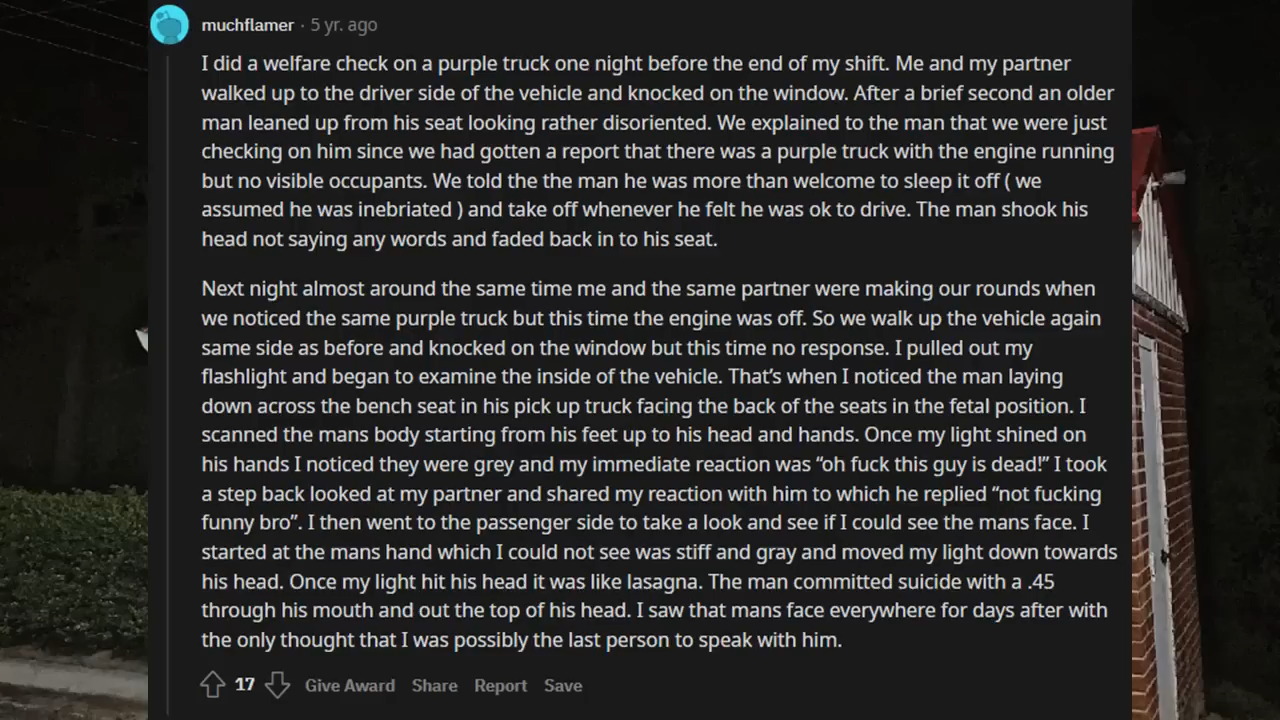 muchflamer · 5 yr. ago
I did a welfare check on a purple truck one night before the end of my shift. Me and my partner
walked up to the driver side of the vehicle and knocked on the window. After a brief second an older
man leaned up from his seat looking rather disoriented. We explained to the man that we were just
checking on him since we had gotten a report that there was a purple truck with the engine running
but no visible occupants. We told the the man he was more than welcome to sleep it off ( we
assumed he was inebriated ) and take off whenever he felt he was ok to drive. The man shook his
head not saying any words and faded back in to his seat.
Next night almost around the same time me and the same partner were making our rounds when
we noticed the same purple truck but this time the engine was off. So we walk up the vehicle again
same side as before and knocked on the window but this time no response. I pulled out my
flashlight and began to examine the inside of the vehicle. That’s when I noticed the man laying
down across the bench seat in his pick up truck facing the back of the seats in the fetal position. I
scanned the mans body starting from his feet up to his head and hands. Once my light shined on
his hands I noticed they were grey and my immediate reaction was “oh fuck this guy is dead!” I took
a step back looked at my partner and shared my reaction with him to which he replied “not fucking
funny bro”. I then went to the passenger side to take a look and see if I could see the mans face. I
started at the mans hand which I could not see was stiff and gray and moved my light down towards
his head. Once my light hit his head it was like lasagna. The man committed suicide with a .45
through his mouth and out the top of his head. I saw that mans face everywhere for days after with
the only thought that I was possibly the last person to speak with him.
17 Give Award Share Report Save